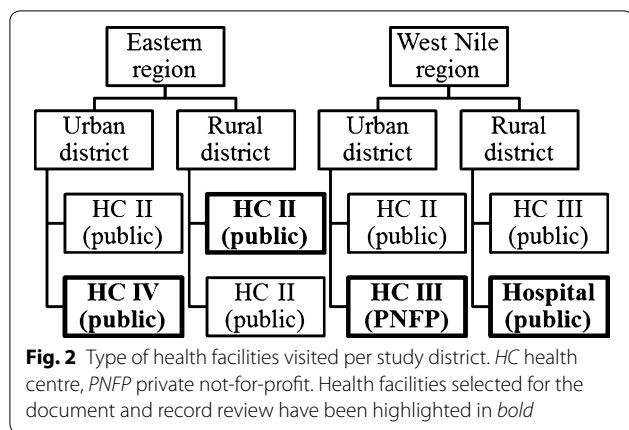 Eastern
region
West Nile
region
Urban
district
Rural
district
Urban
district
Rural
district
HC II
(public)
HC II
(public)
HC II
(public)
HC III
(public)
HC IV
(public)
HC II
(public)
HC III
(PNFP)
Hospital
(public)
Fig. 2 Type of health facilities visited per study district. HC health
centre, PNFP private not-for-profit. Health facilities selected for the
document and record review have been highlighted in bold